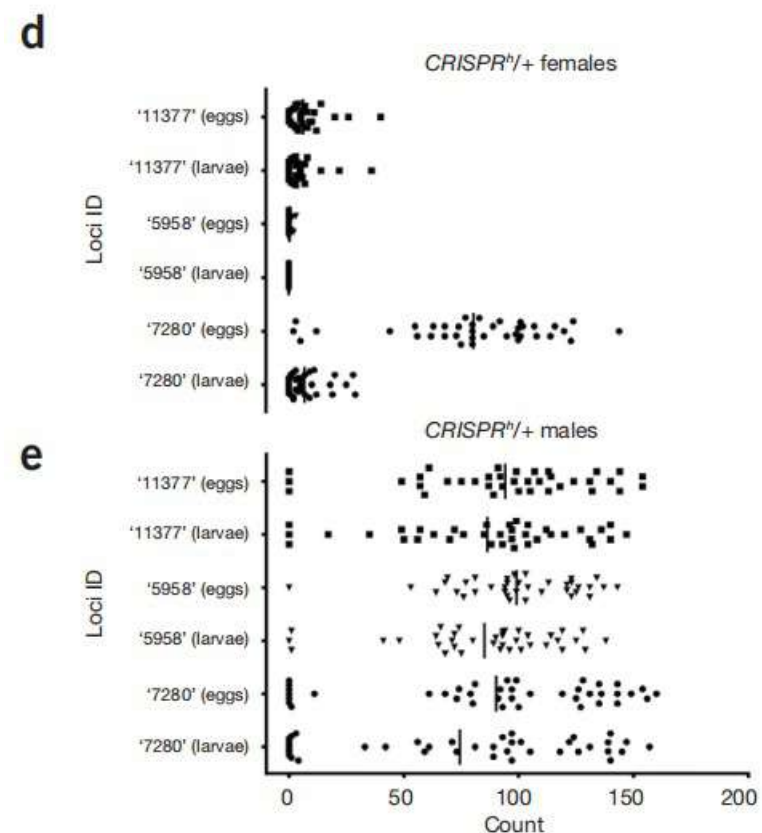 d
CRISPRʰ/+ females
'11377' (eggs)
'11377' (larvae)
'5958' (eggs)
'5958' (larvae)
'7280' (eggs)
'7280' (larvae)
Loci ID
e
CRISPRʰ/+ males
'11377' (eggs)
'11377' (larvae)
'5958' (eggs)
'5958' (larvae)
'7280' (eggs)
'7280' (larvae)
Loci ID
0 50 100 150 200
Count